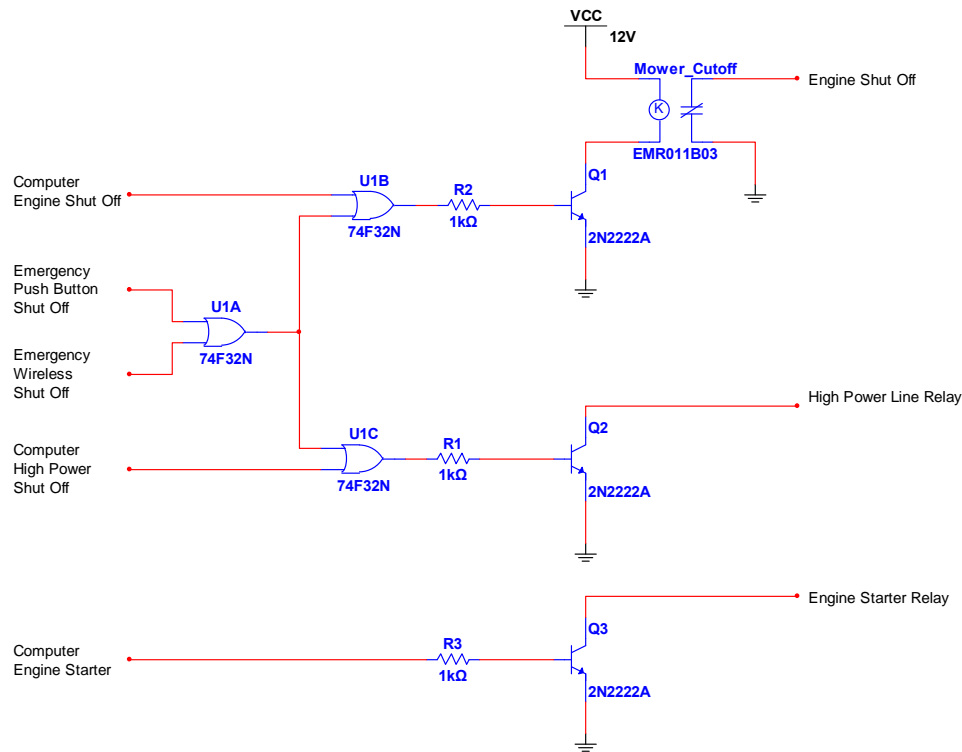 VCC
12V
Mower_Cutoff
Engine Shut Off
K
EMR011B03
Q1
2N2222A
Computer
Engine Shut Off
U1B
74F32N
R2
1kΩ
Emergency
Push Button
Shut Off
U1A
74F32N
Emergency
Wireless
Shut Off
High Power Line Relay
Q2
2N2222A
U1C
74F32N
R1
1kΩ
Computer
High Power
Shut Off
Engine Starter Relay
Q3
2N2222A
R3
1kΩ
Computer
Engine Starter